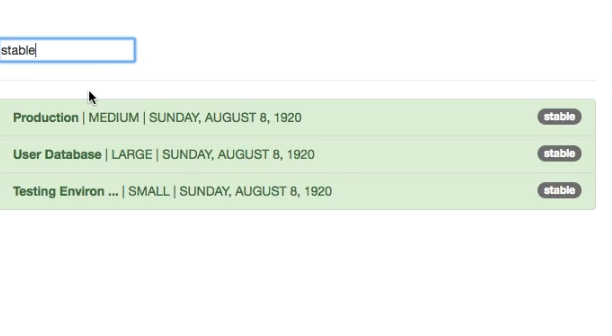 stable
Production | MEDIUM | SUNDAY, AUGUST 8, 1920 stable
User Database | LARGE | SUNDAY, AUGUST 8, 1920 stable
Testing Environ ... | SMALL | SUNDAY, AUGUST 8, 1920 stable